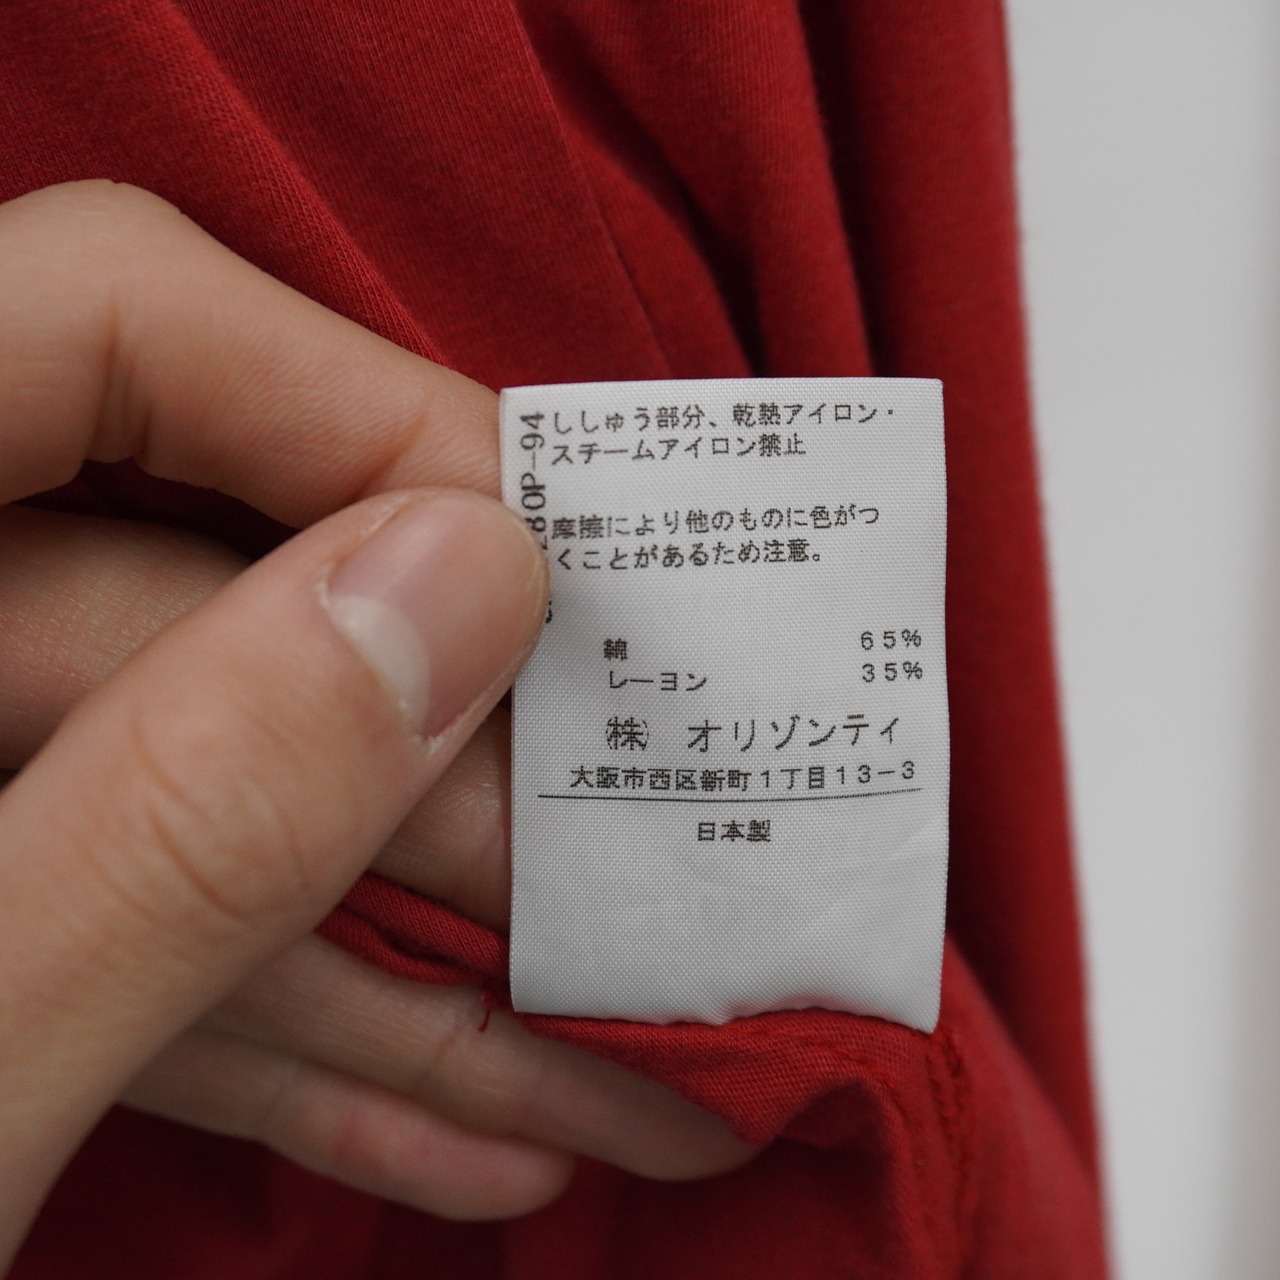 ししゅう部分、乾熱アイロン・
スチームアイロン禁止
摩擦により他のものに色がつ
くことがあるため注意。
綿 65%
レーヨン 35%
㈱ オリゾンティ
大阪市西区新町1丁目13-3
日本製
80P-94